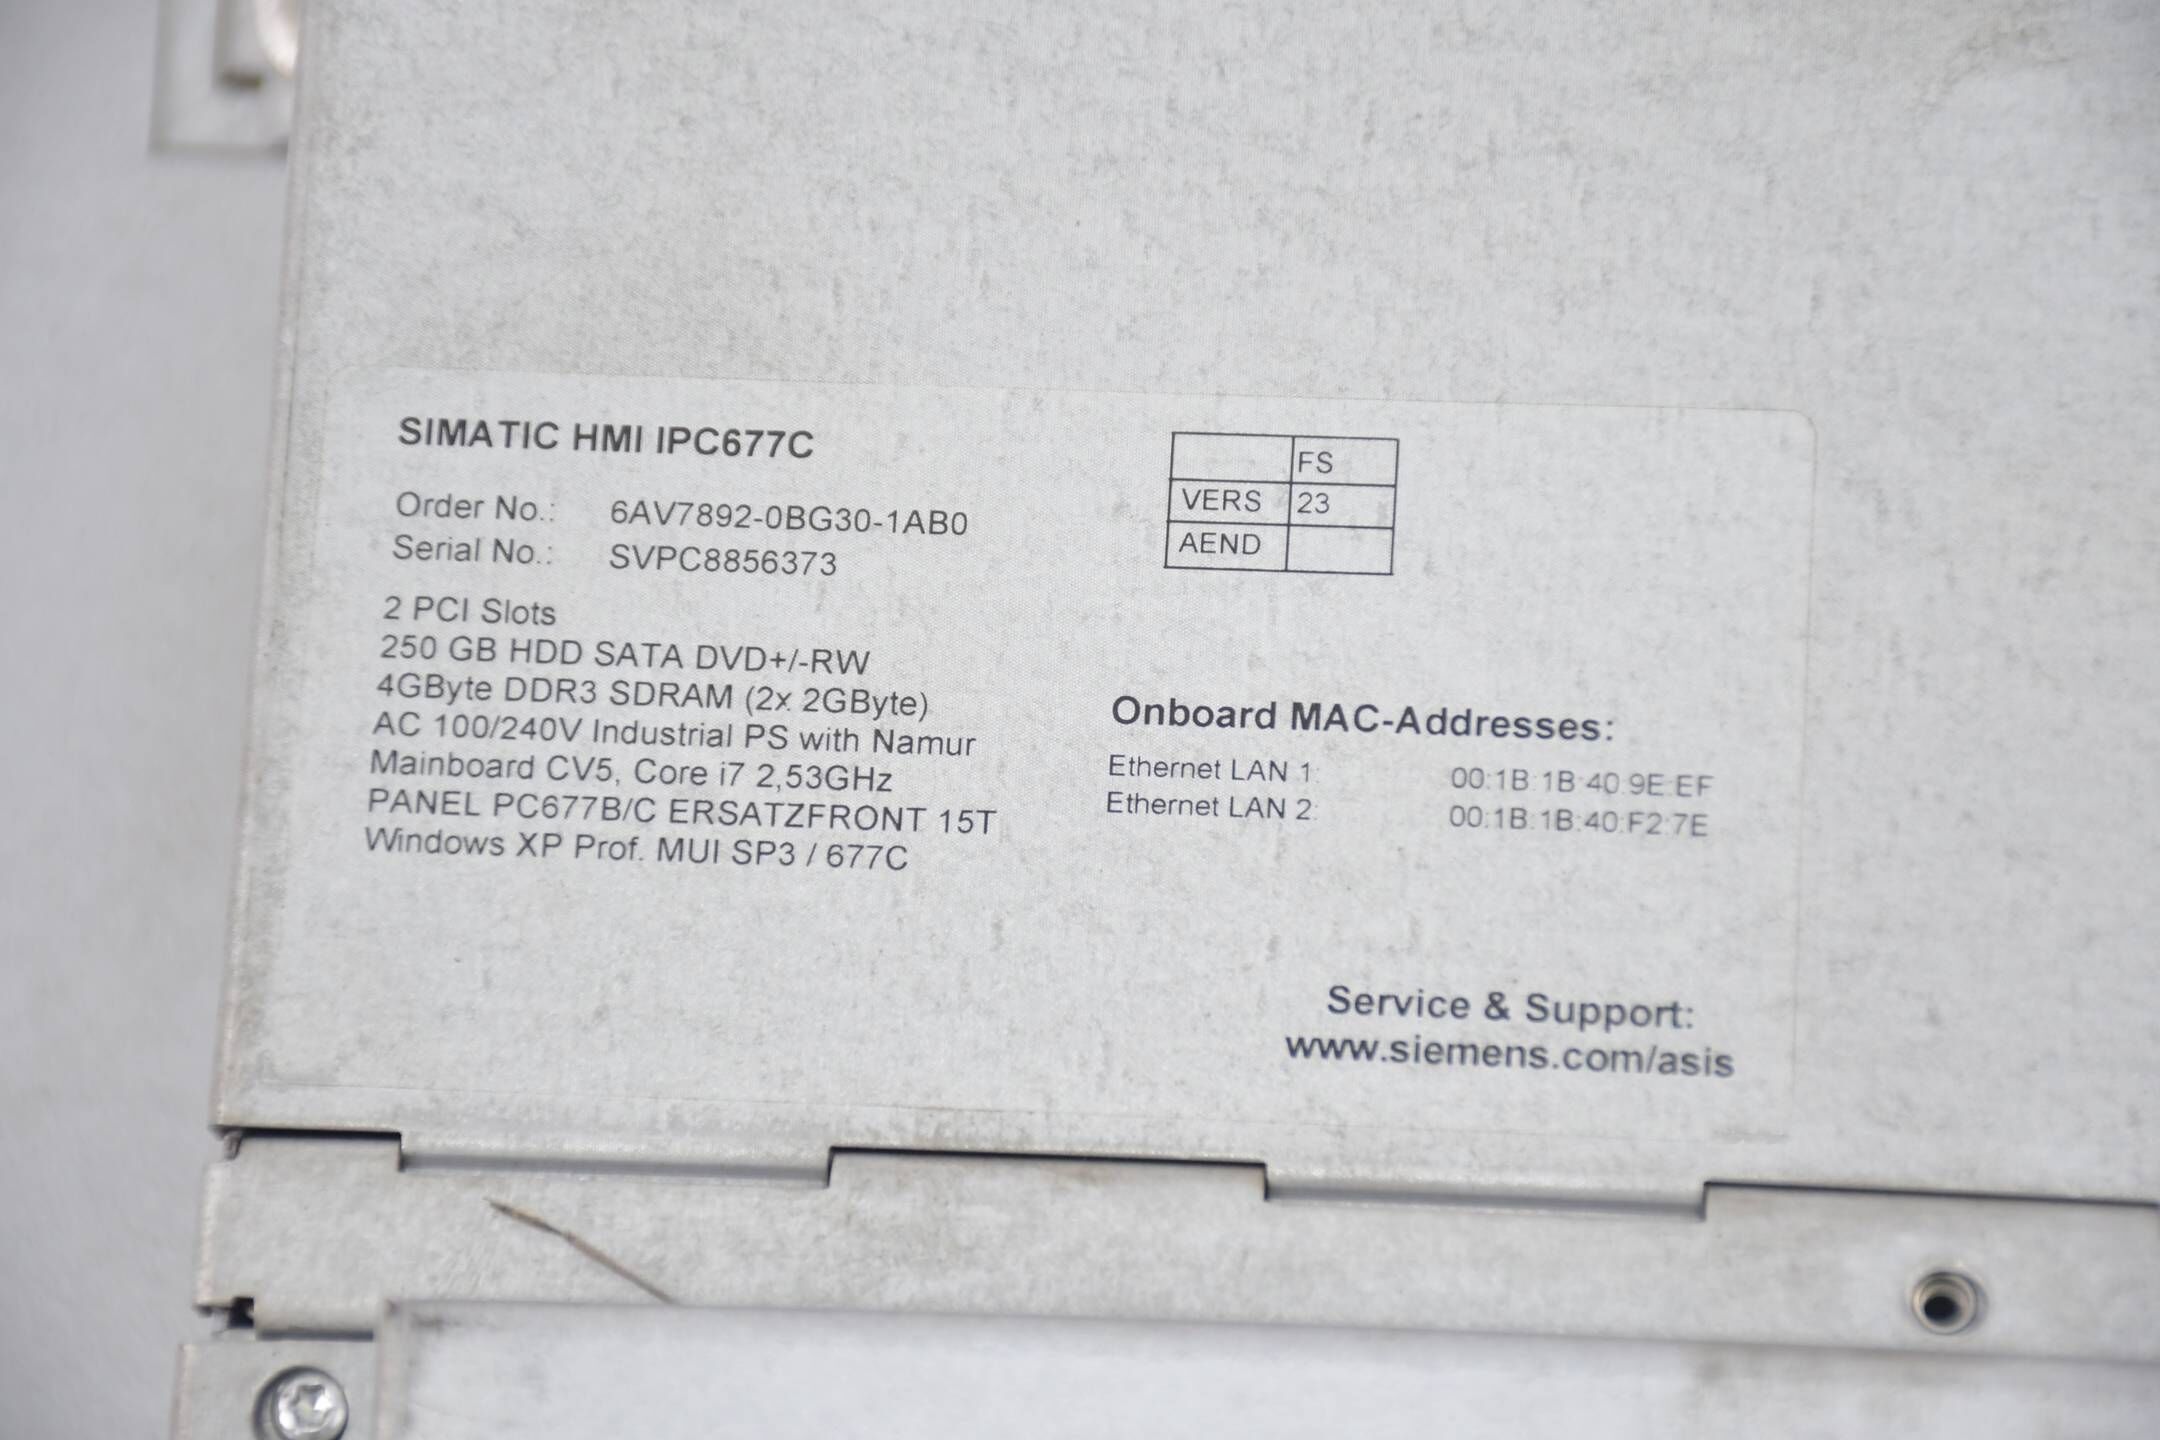 SIMATIC HMI IPC677C
Order No.: 6AV7892-0BG30-1AB0
Serial No.: SVPC8856373
2 PCI Slots
250 GB HDD SATA DVD+/-RW
4GByte DDR3 SDRAM (2x 2GByte)
AC 100/240V Industrial PS with Namur
Mainboard CV5, Core i7 2,53GHz
PANEL PC677B/C ERSATZFRONT 15T
Windows XP Prof. MUI SP3 / 677C
FS
VERS 23
AEND
Onboard MAC-Addresses:
Ethernet LAN 1: 00:1B:1B:40:9E:EF
Ethernet LAN 2: 00:1B:1B:40:F2:7E
Service & Support:
www.siemens.com/asis